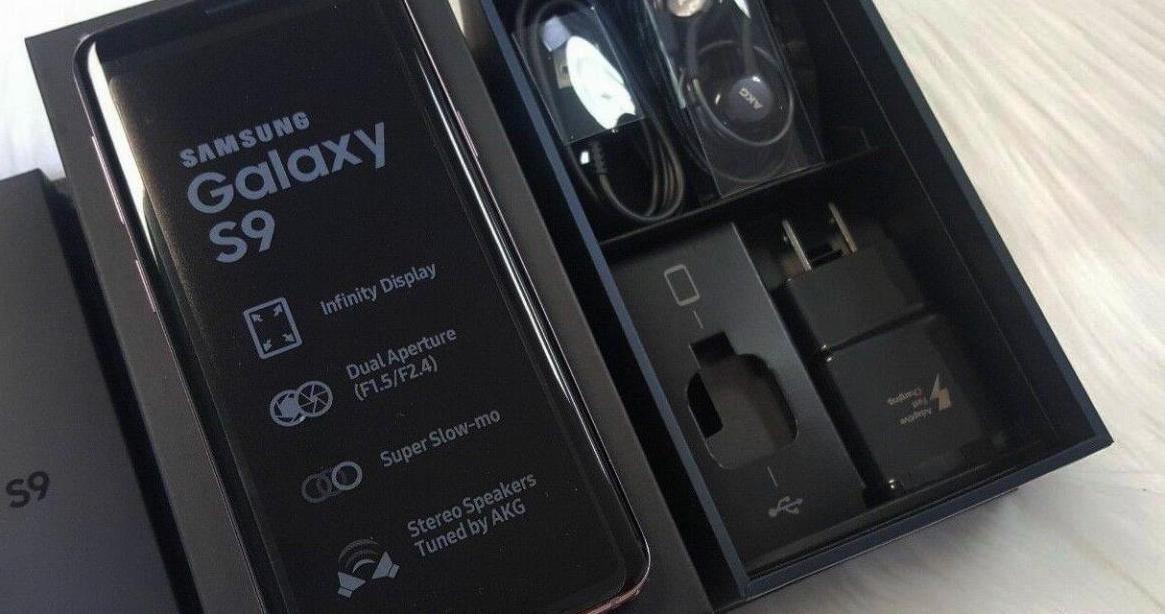 SAMSUNG
Galaxy
S9
Infinity Display
Dual Aperture
(F1.5/F2.4)
Super Slow-mo
Stereo Speakers
Tuned by AKG
S9
AKG
Adaptive
Fast
Charging